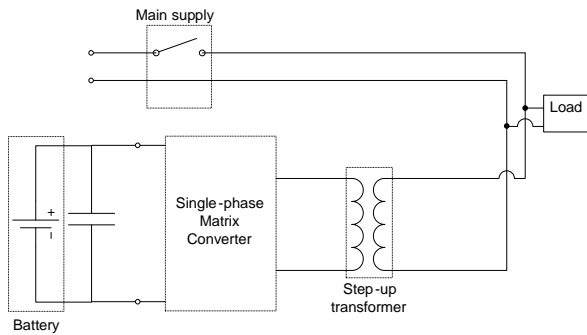 Main supply
Load
+
–
Single-phase
Matrix
Converter
Step-up
transformer
Battery